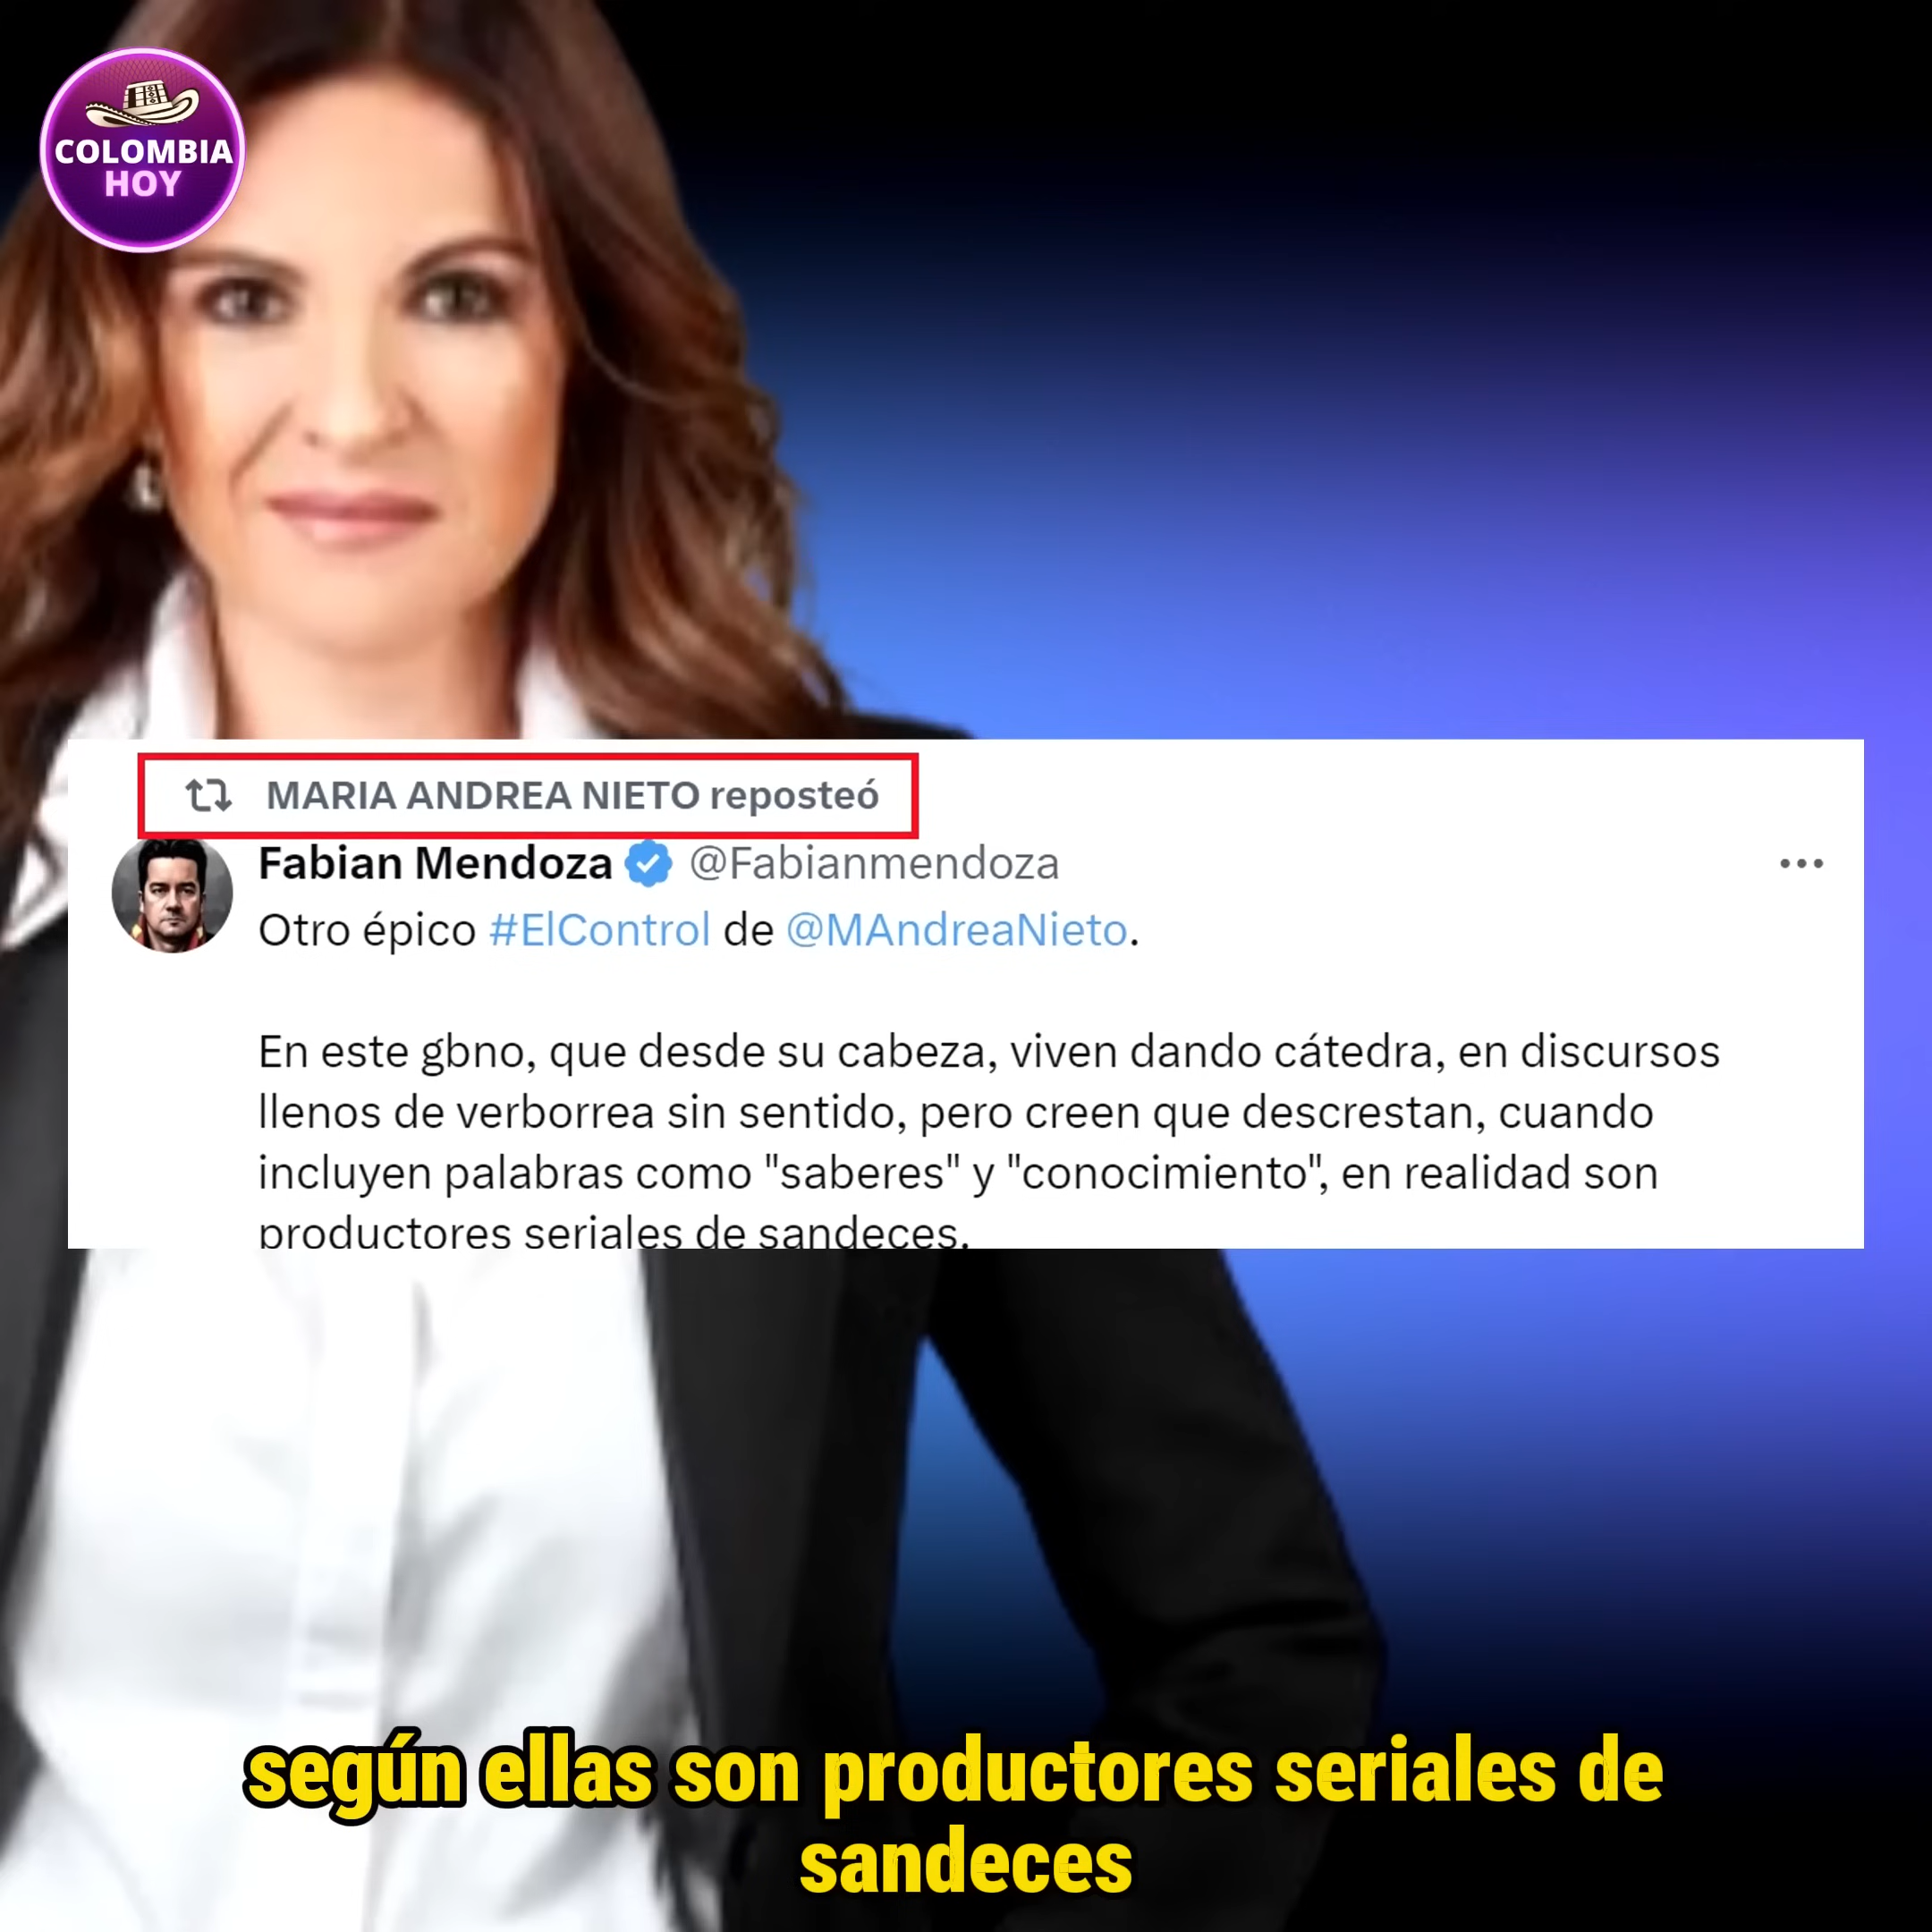 COLOMBIA
HOY
MARIA ANDREA NIETO reposteó
Fabian Mendoza @Fabianmendoza
Otro épico #ElControl de @MAndreaNieto.
En este gbno, que desde su cabeza, viven dando cátedra, en discursos
llenos de verborrea sin sentido, pero creen que descrestan, cuando
incluyen palabras como "saberes" y "conocimiento", en realidad son
productores seriales de sandeces.
según ellas son productores seriales de
sandeces